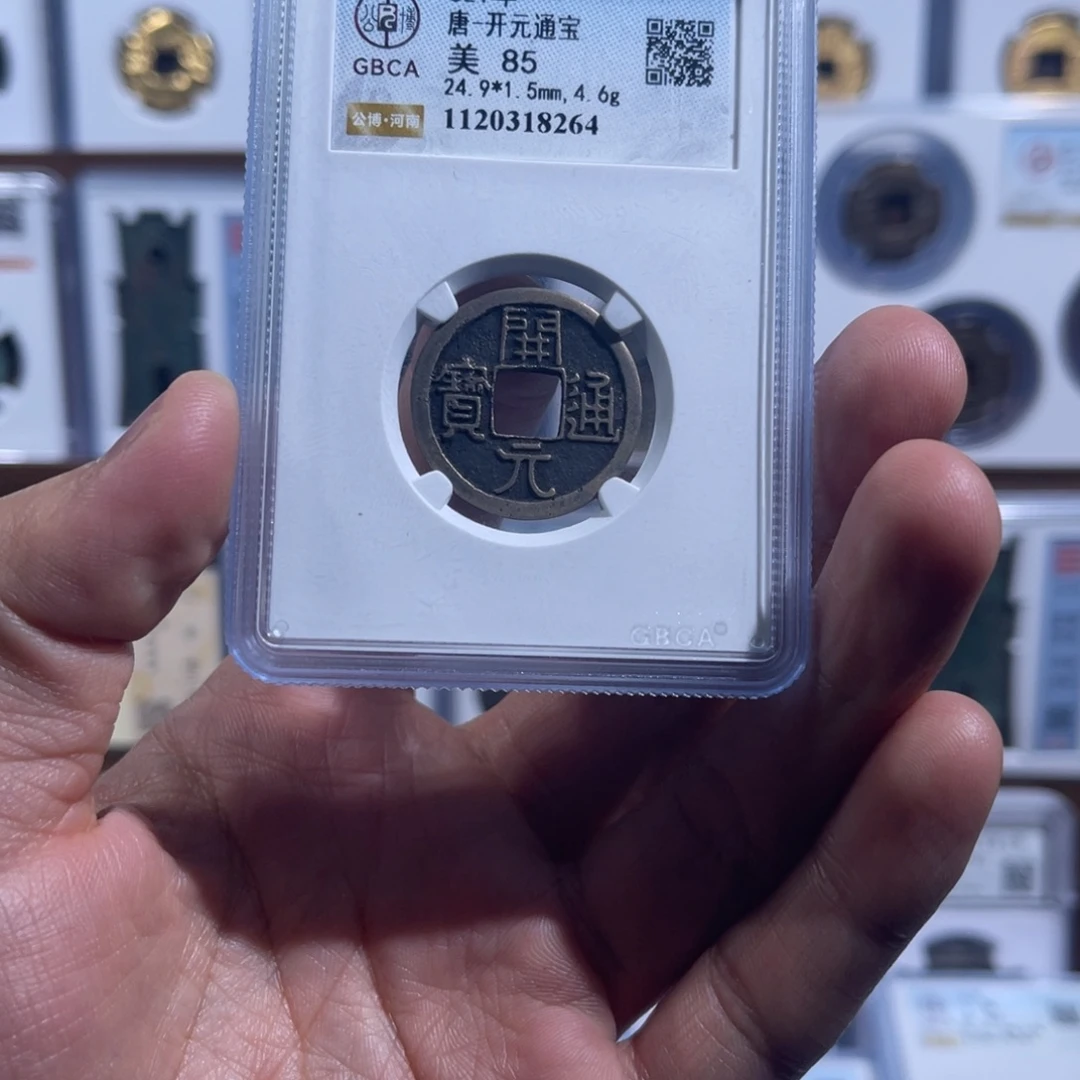 唐-开元通宝
GBCA
美 85
24.9*1.5mm,4.6g
公博·河南
1120318264
開
寶 通
元
GBCA